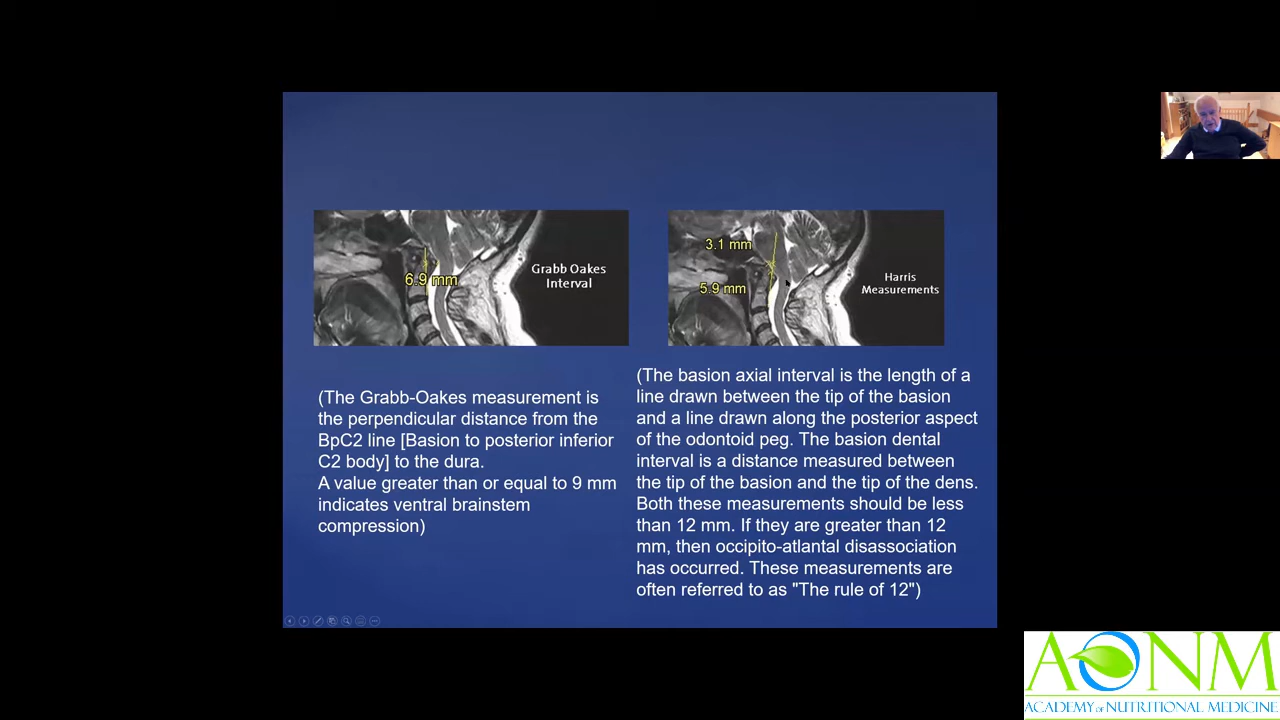 6.9 mm
Grabb Oakes
Interval
3.1 mm
5.9 mm
Harris
Measurements
(The Grabb-Oakes measurement is
the perpendicular distance from the
BpC2 line [Basion to posterior inferior
C2 body] to the dura.
A value greater than or equal to 9 mm
indicates ventral brainstem
compression)
(The basion axial interval is the length of a
line drawn between the tip of the basion
and a line drawn along the posterior aspect
of the odontoid peg. The basion dental
interval is a distance measured between
the tip of the basion and the tip of the dens.
Both these measurements should be less
than 12 mm. If they are greater than 12
mm, then occipito-atlantal disassociation
has occurred. These measurements are
often referred to as "The rule of 12")
AONM
ACADEMY of NUTRITIONAL MEDICINE